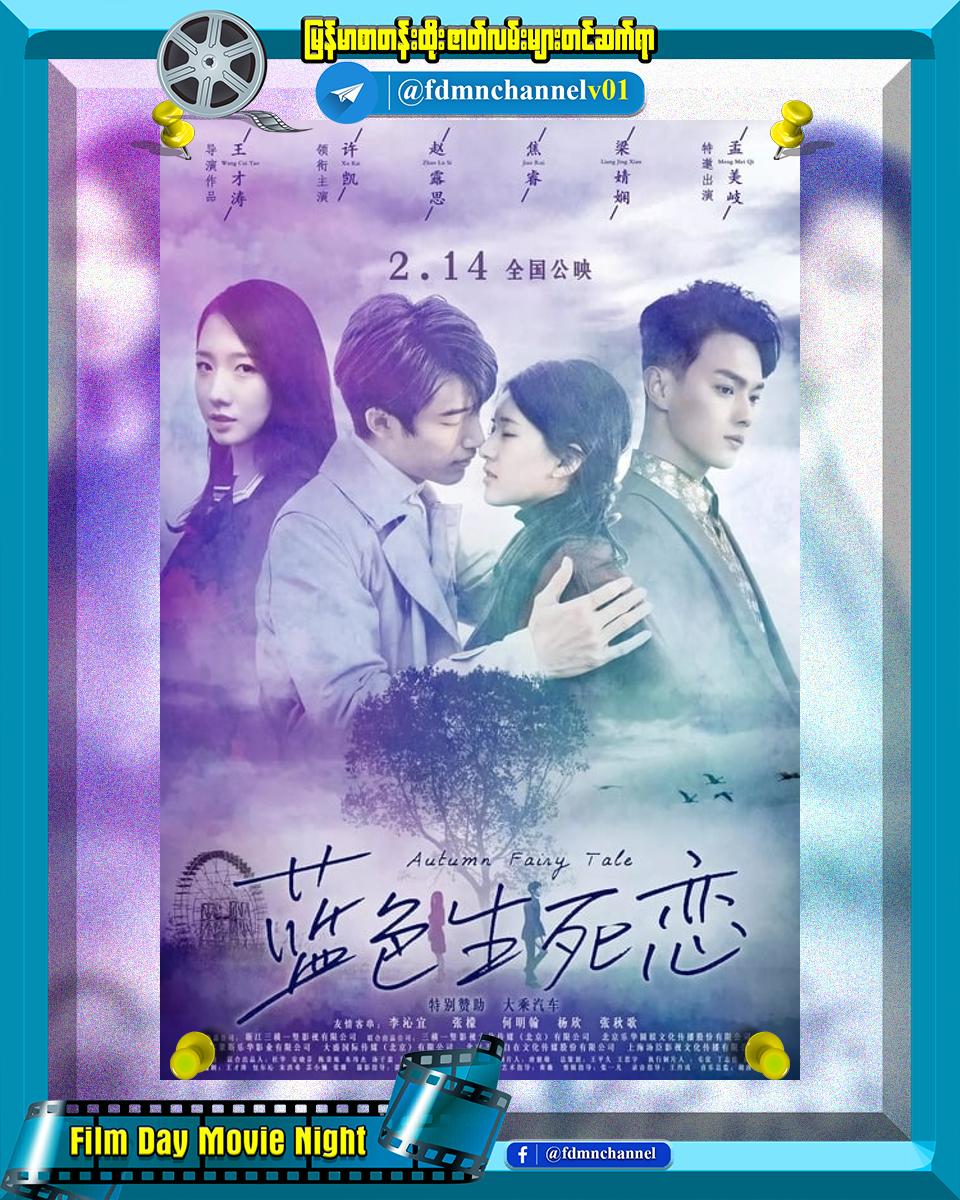 မြန်မာစာတန်းထိုးဇာတ်လမ်းများတင်ဆက်ရာ
@fdmnchannelv01
导演作品 王才涛
领衔主演 许凯 Xu Kai
赵露思 Zhao Lu Si
焦睿 Jiao Rui
梁婧娴 Liang Jing Xian
特邀出演 孟美岐 Meng Mei Qi
2.14 全国公映
Autumn Fairy Tale
蓝色生死恋
特别赞助 大乘汽车
友情客串: 李沁宜 张檬 何明翰 杨欣 张秋歌
Film Day Movie Night
@fdmnchannel